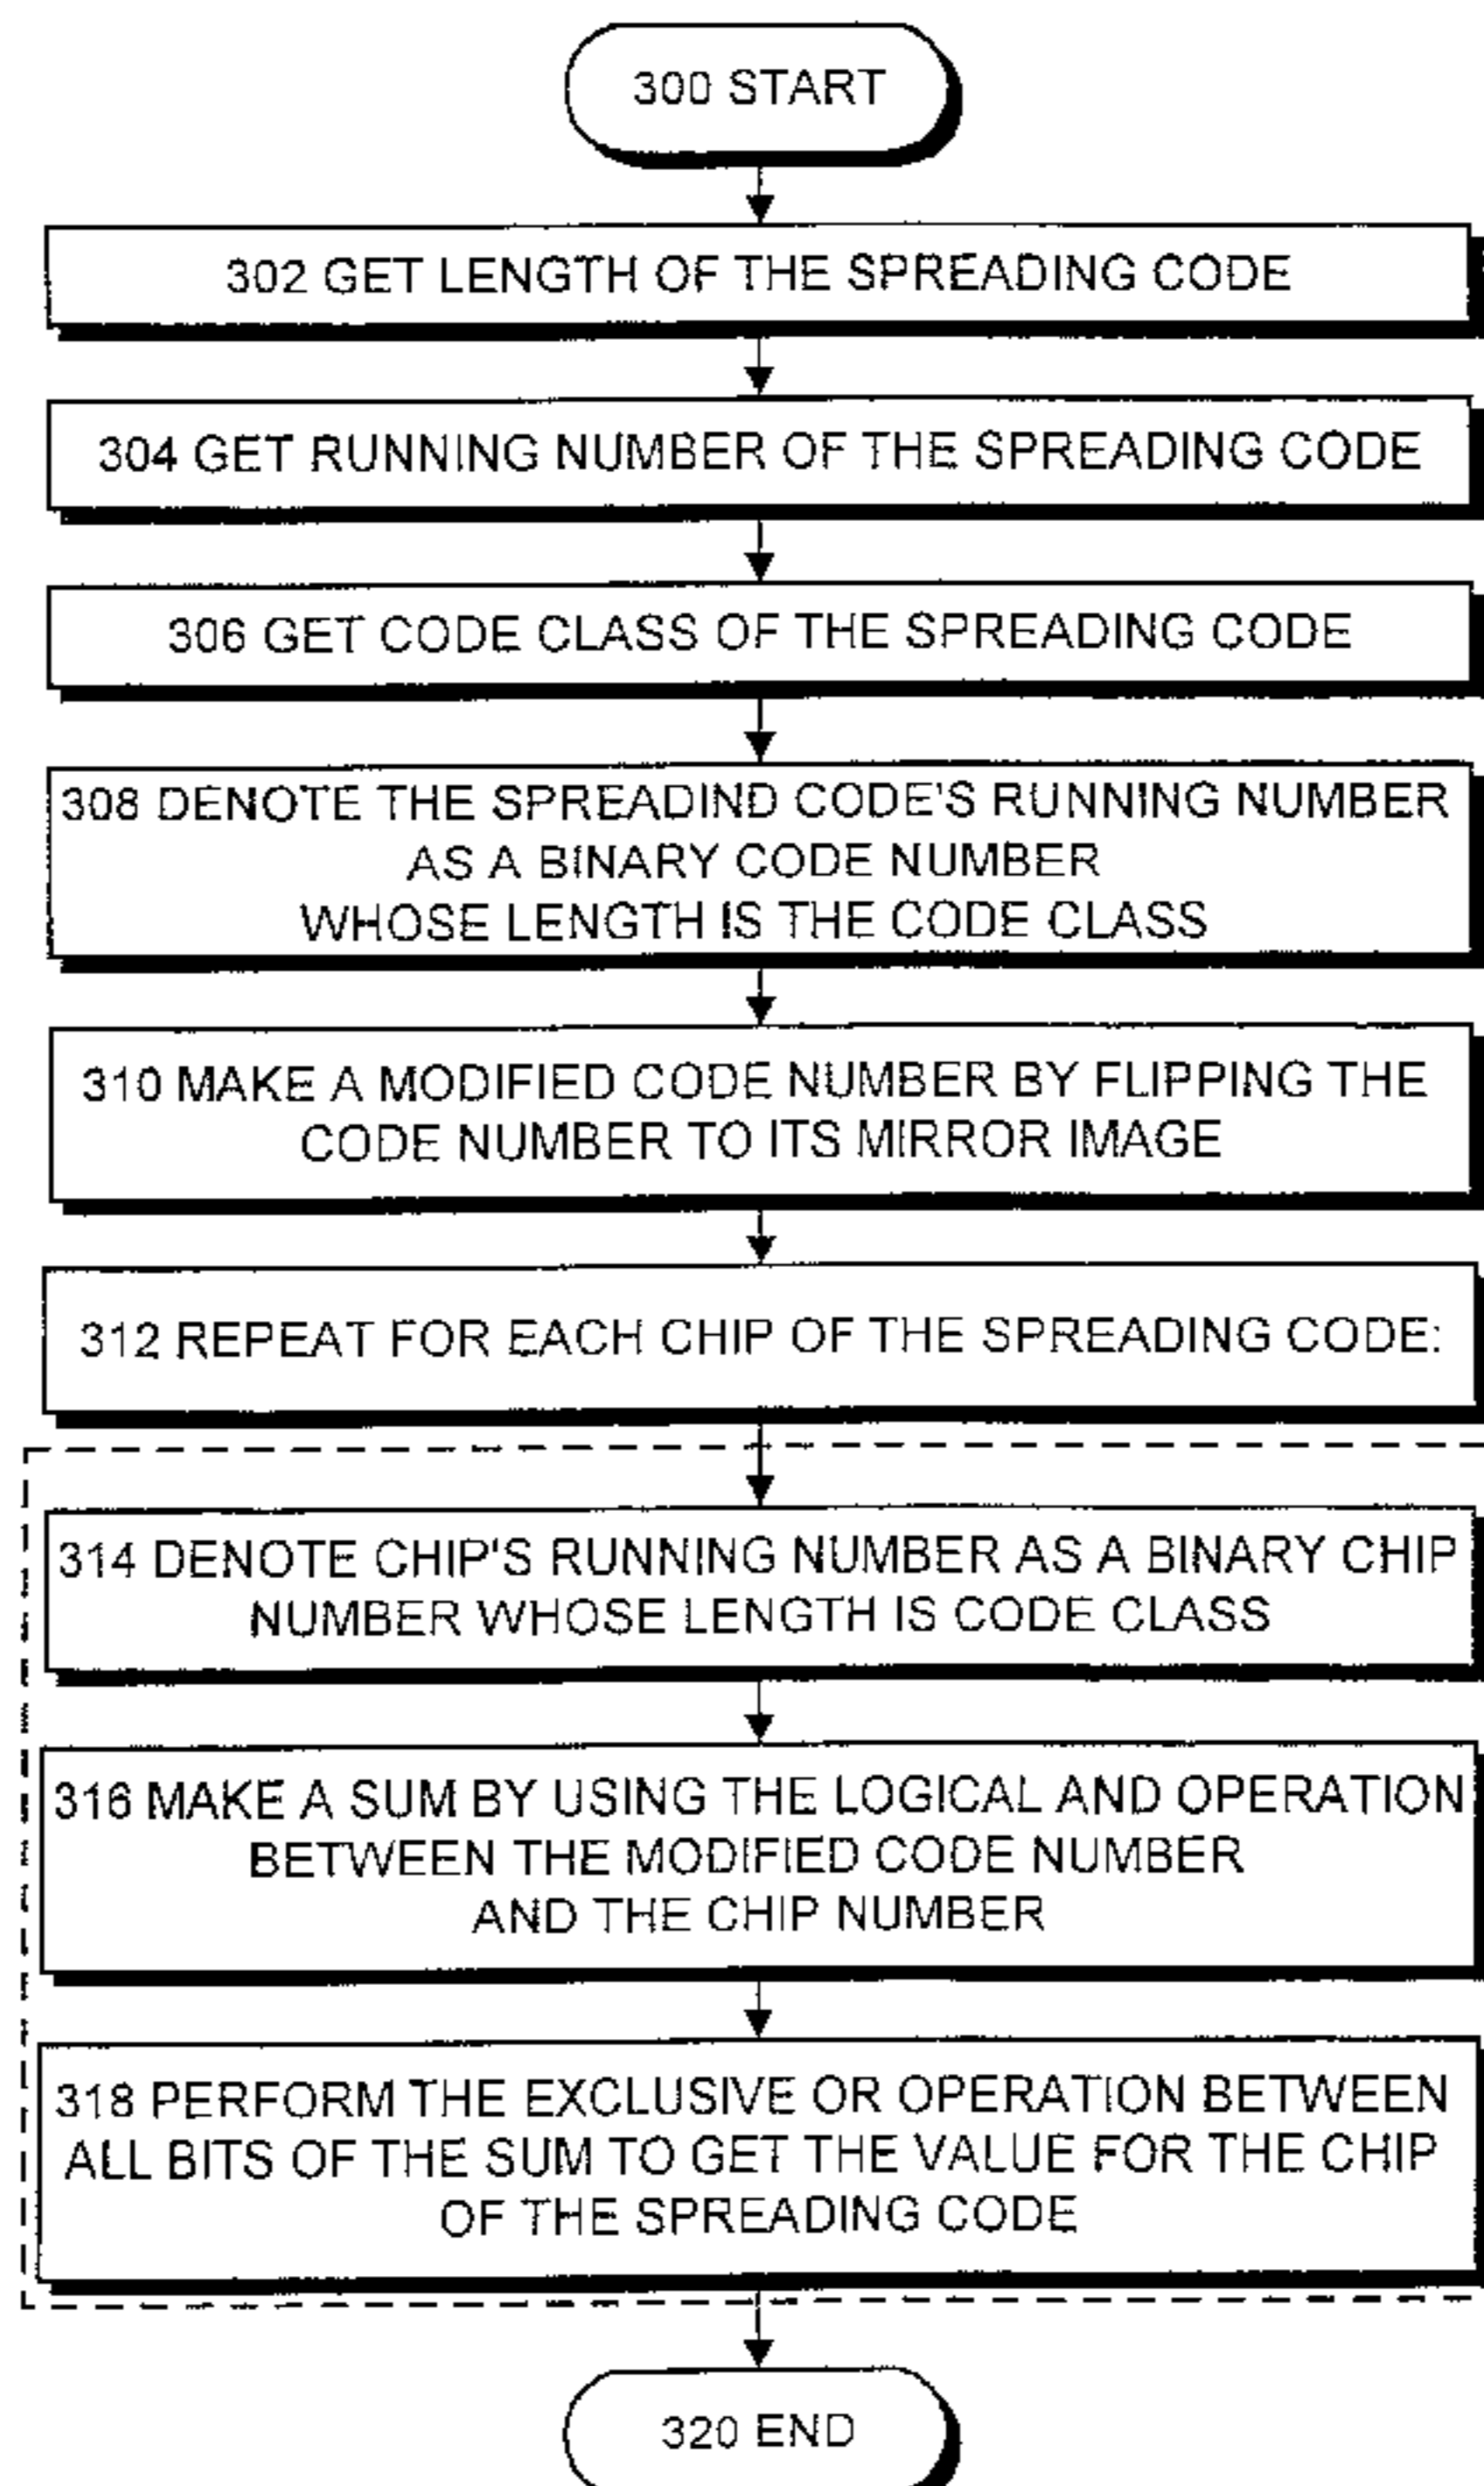 300 START
302 GET LENGTH OF THE SPREADING CODE
304 GET RUNNING NUMBER OF THE SPREADING CODE
306 GET CODE CLASS OF THE SPREADING CODE
308 DENOTE THE SPREADIND CODE'S RUNNING NUMBER
AS A BINARY CODE NUMBER
WHOSE LENGTH IS THE CODE CLASS
310 MAKE A MODIFIED CODE NUMBER BY FLIPPING THE
CODE NUMBER TO ITS MIRROR IMAGE
312 REPEAT FOR EACH CHIP OF THE SPREADING CODE:
314 DENOTE CHIP'S RUNNING NUMBER AS A BINARY CHIP
NUMBER WHOSE LENGTH IS CODE CLASS
316 MAKE A SUM BY USING THE LOGICAL AND OPERATION
BETWEEN THE MODIFIED CODE NUMBER
AND THE CHIP NUMBER
318 PERFORM THE EXCLUSIVE OR OPERATION BETWEEN
ALL BITS OF THE SUM TO GET THE VALUE FOR THE CHIP
OF THE SPREADING CODE
320 END